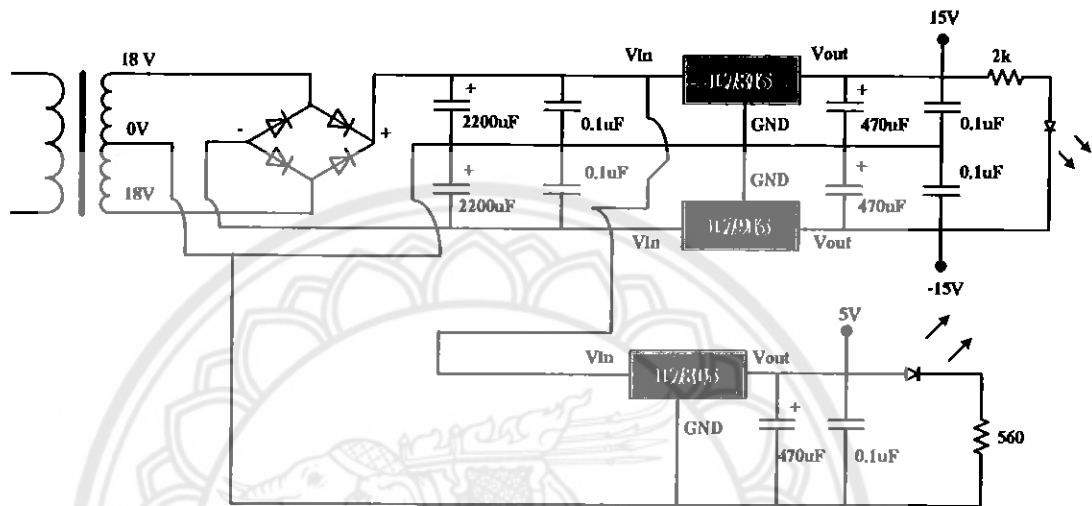 18 V
0V
18V
-
+
+
2200uF
0.1uF
+
2200uF
0.1uF
VIn
Vout
GND
GND
VIn
Vout
+
470uF
+
470uF
15V
0.1uF
0.1uF
-15V
2k
VIn
Vout
GND
+
470uF
5V
0.1uF
560